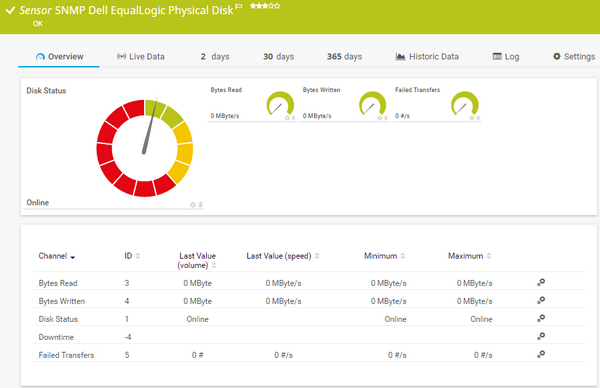 Sensor SNMP Dell EqualLogic Physical Disk
OK
Overview Live Data 2 days 30 days 365 days Historic Data Log Settings
Disk Status Bytes Read Bytes Written Failed Transfers
0 MByte/s 0 MByte/s 0 #/s
Online
Channel ID Last Value (volume) Last Value (speed) Minimum Maximum
Bytes Read 3 0 MByte 0 MByte/s 0 MByte/s 0 MByte/s
Bytes Written 4 0 MByte 0 MByte/s 0 MByte/s 0 MByte/s
Disk Status 1 Online Online Online
Downtime -4
Failed Transfers 5 0 # 0 #/s 0 #/s 0 #/s